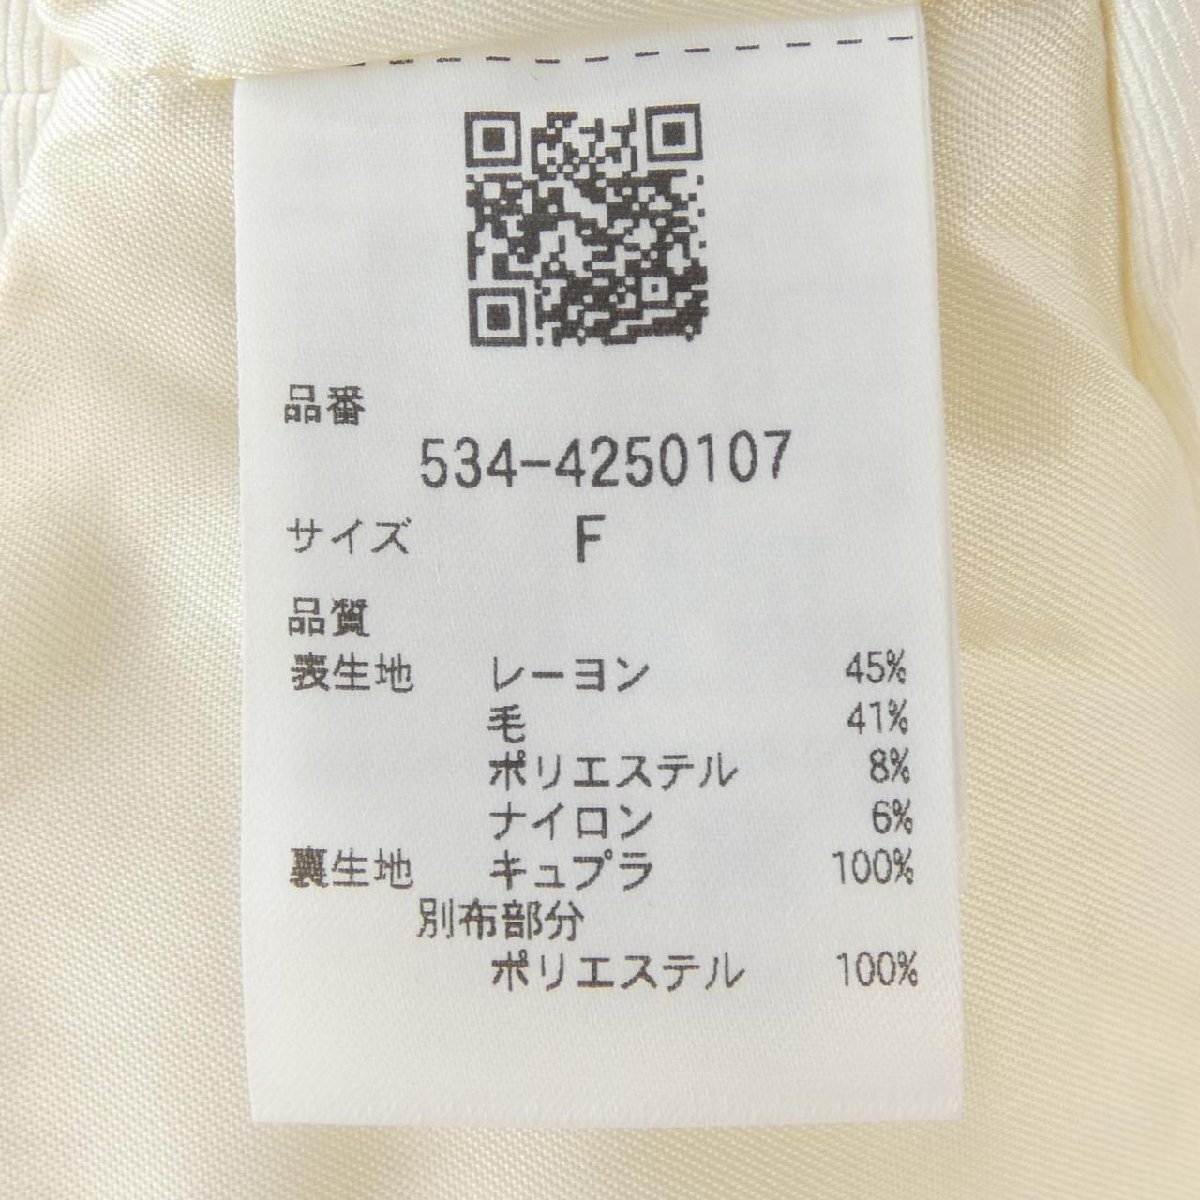 品番
534-4250107
サイズ F
品質
表生地 レーヨン 45%
毛 41%
ポリエステル 8%
ナイロン 6%
裏生地 キュプラ 100%
別布部分
ポリエステル 100%